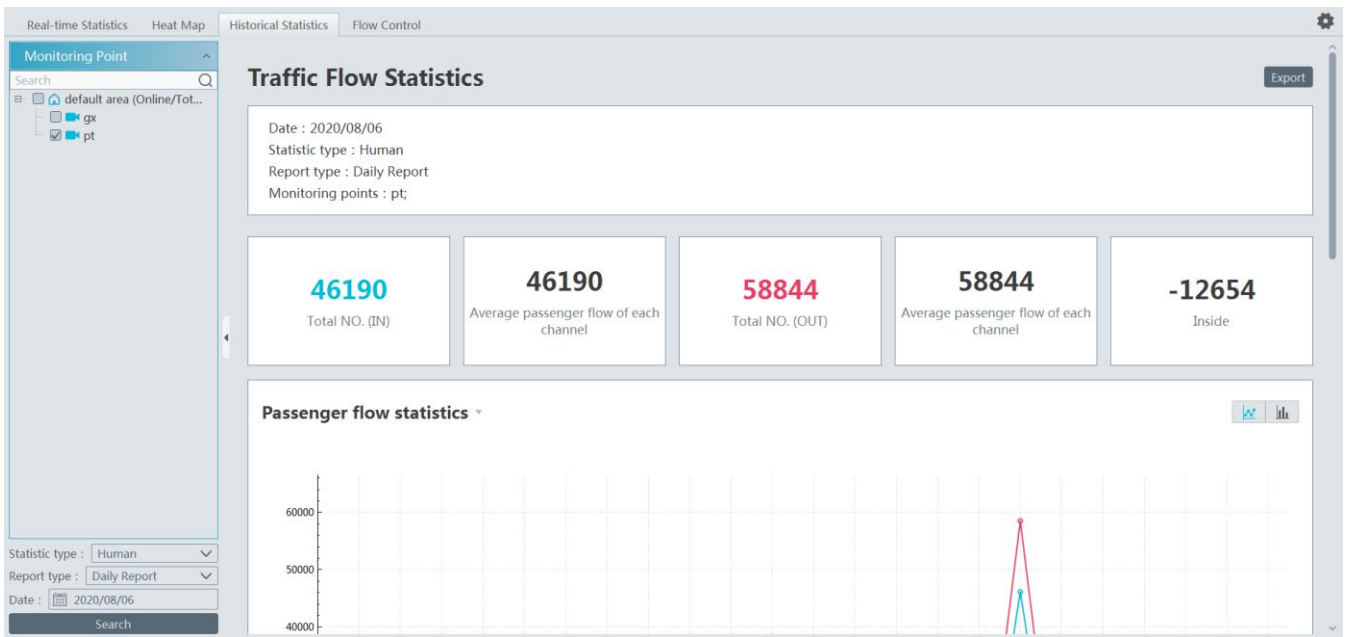 Real-time Statistics Heat Map Historical Statistics Flow Control
Monitoring Point
Search
default area (Online/Tot...
gx
pt
Statistic type : Human
Report type : Daily Report
Date : 2020/08/06
Search
Traffic Flow Statistics
Export
Date : 2020/08/06
Statistic type : Human
Report type : Daily Report
Monitoring points : pt;
46190
Total NO. (IN)
46190
Average passenger flow of each
channel
58844
Total NO. (OUT)
58844
Average passenger flow of each
channel
-12654
Inside
Passenger flow statistics
60000
50000
40000